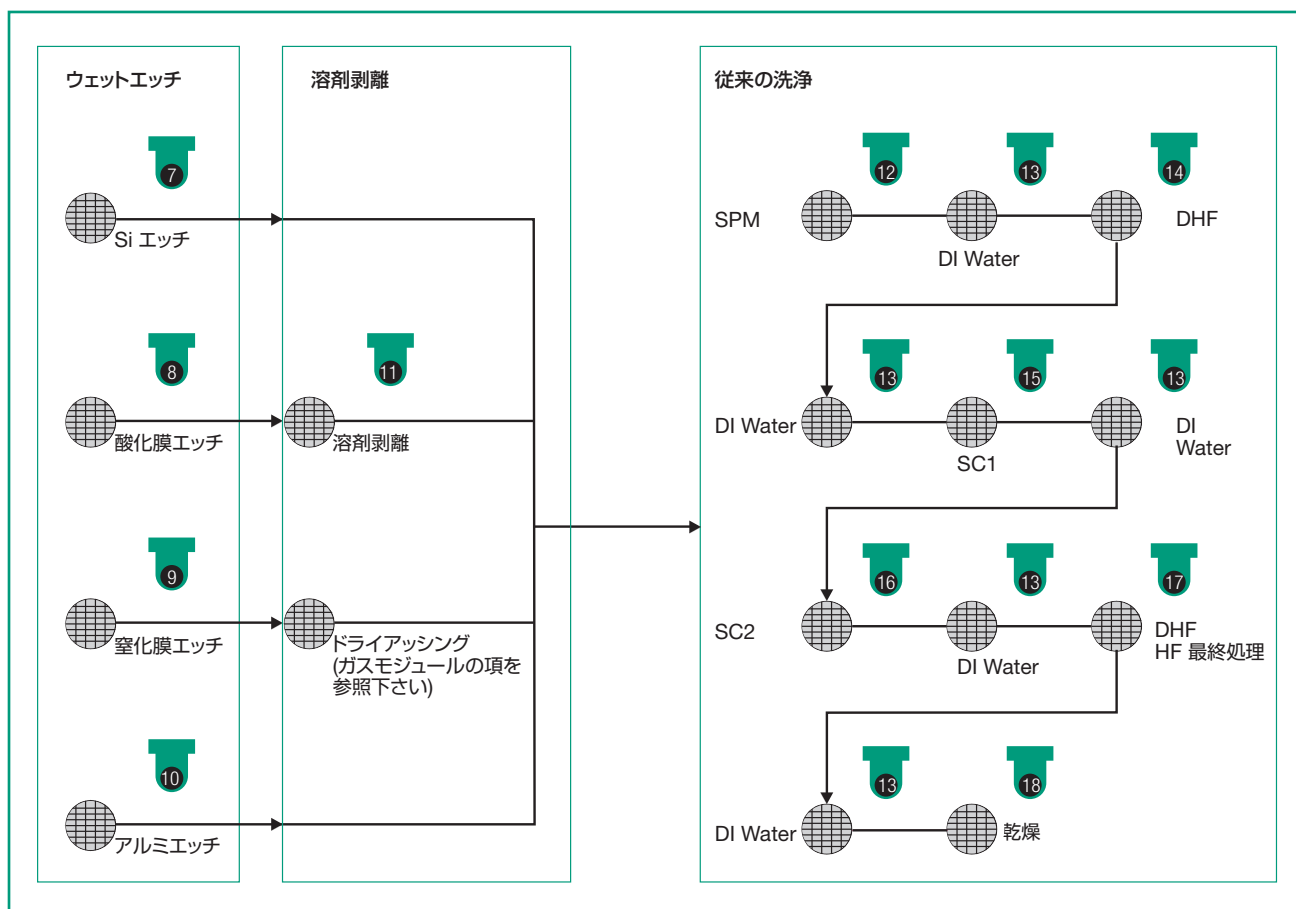 ウェットエッチ
溶剤剥離
従来の洗浄
7
Si エッチ
8
酸化膜エッチ
11
溶剤剥離
9
窒化膜エッチ
ドライアッシング
(ガスモジュールの項を
参照下さい)
10
アルミエッチ
12
13
14
SPM
DI Water
DHF
13
15
13
DI Water
SC1
DI
Water
16
13
17
SC2
DI Water
DHF
HF 最終処理
13
18
DI Water
乾燥